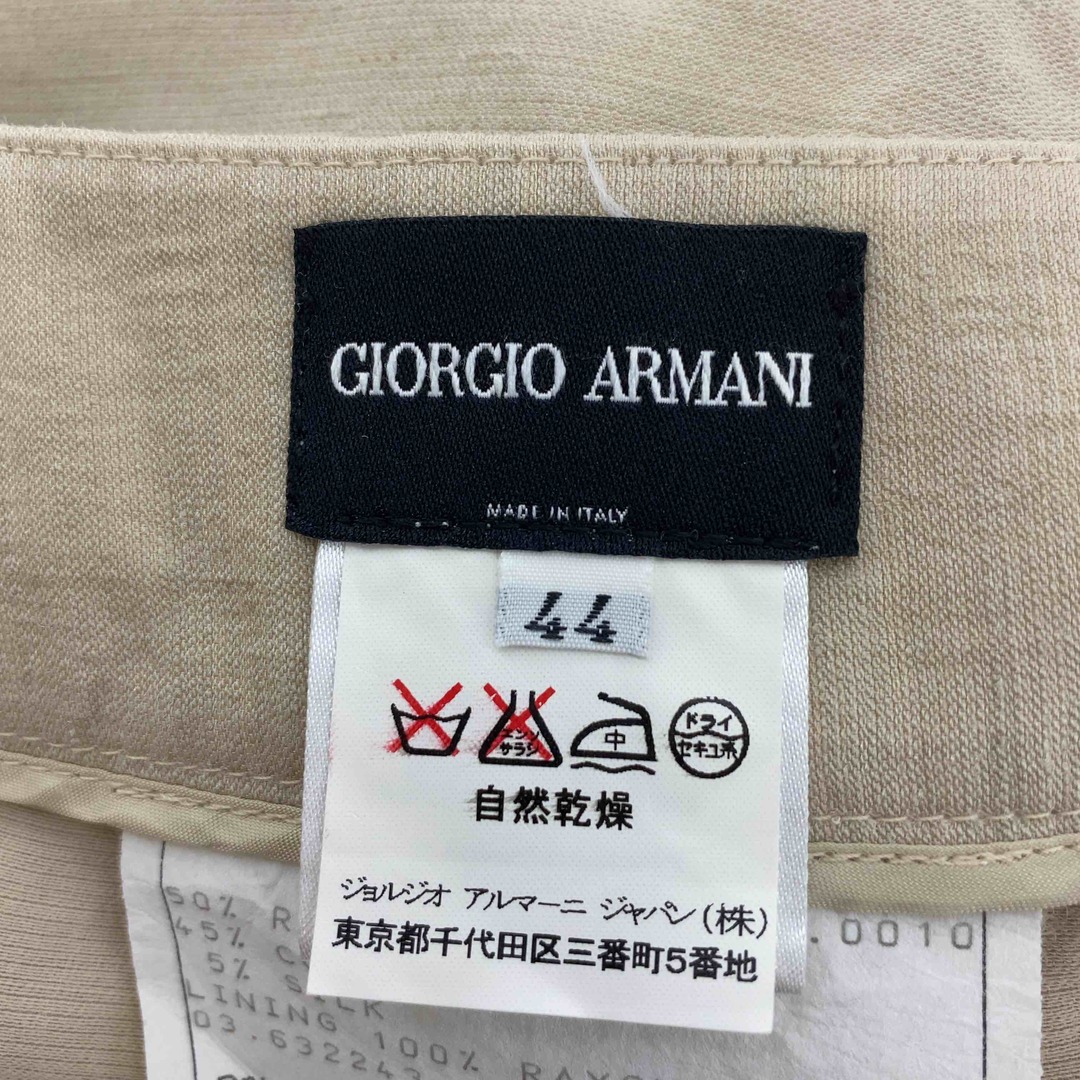 GIORGIO ARMANI
MADE IN ITALY
44
エンソ
サラシ
中
ドライ
セキユ系
自然乾燥
ジョルジオ アルマーニ ジャパン(株)
東京都千代田区三番町5番地
50%
.0010
45%
5% SILK
LINING 100%
03.632243